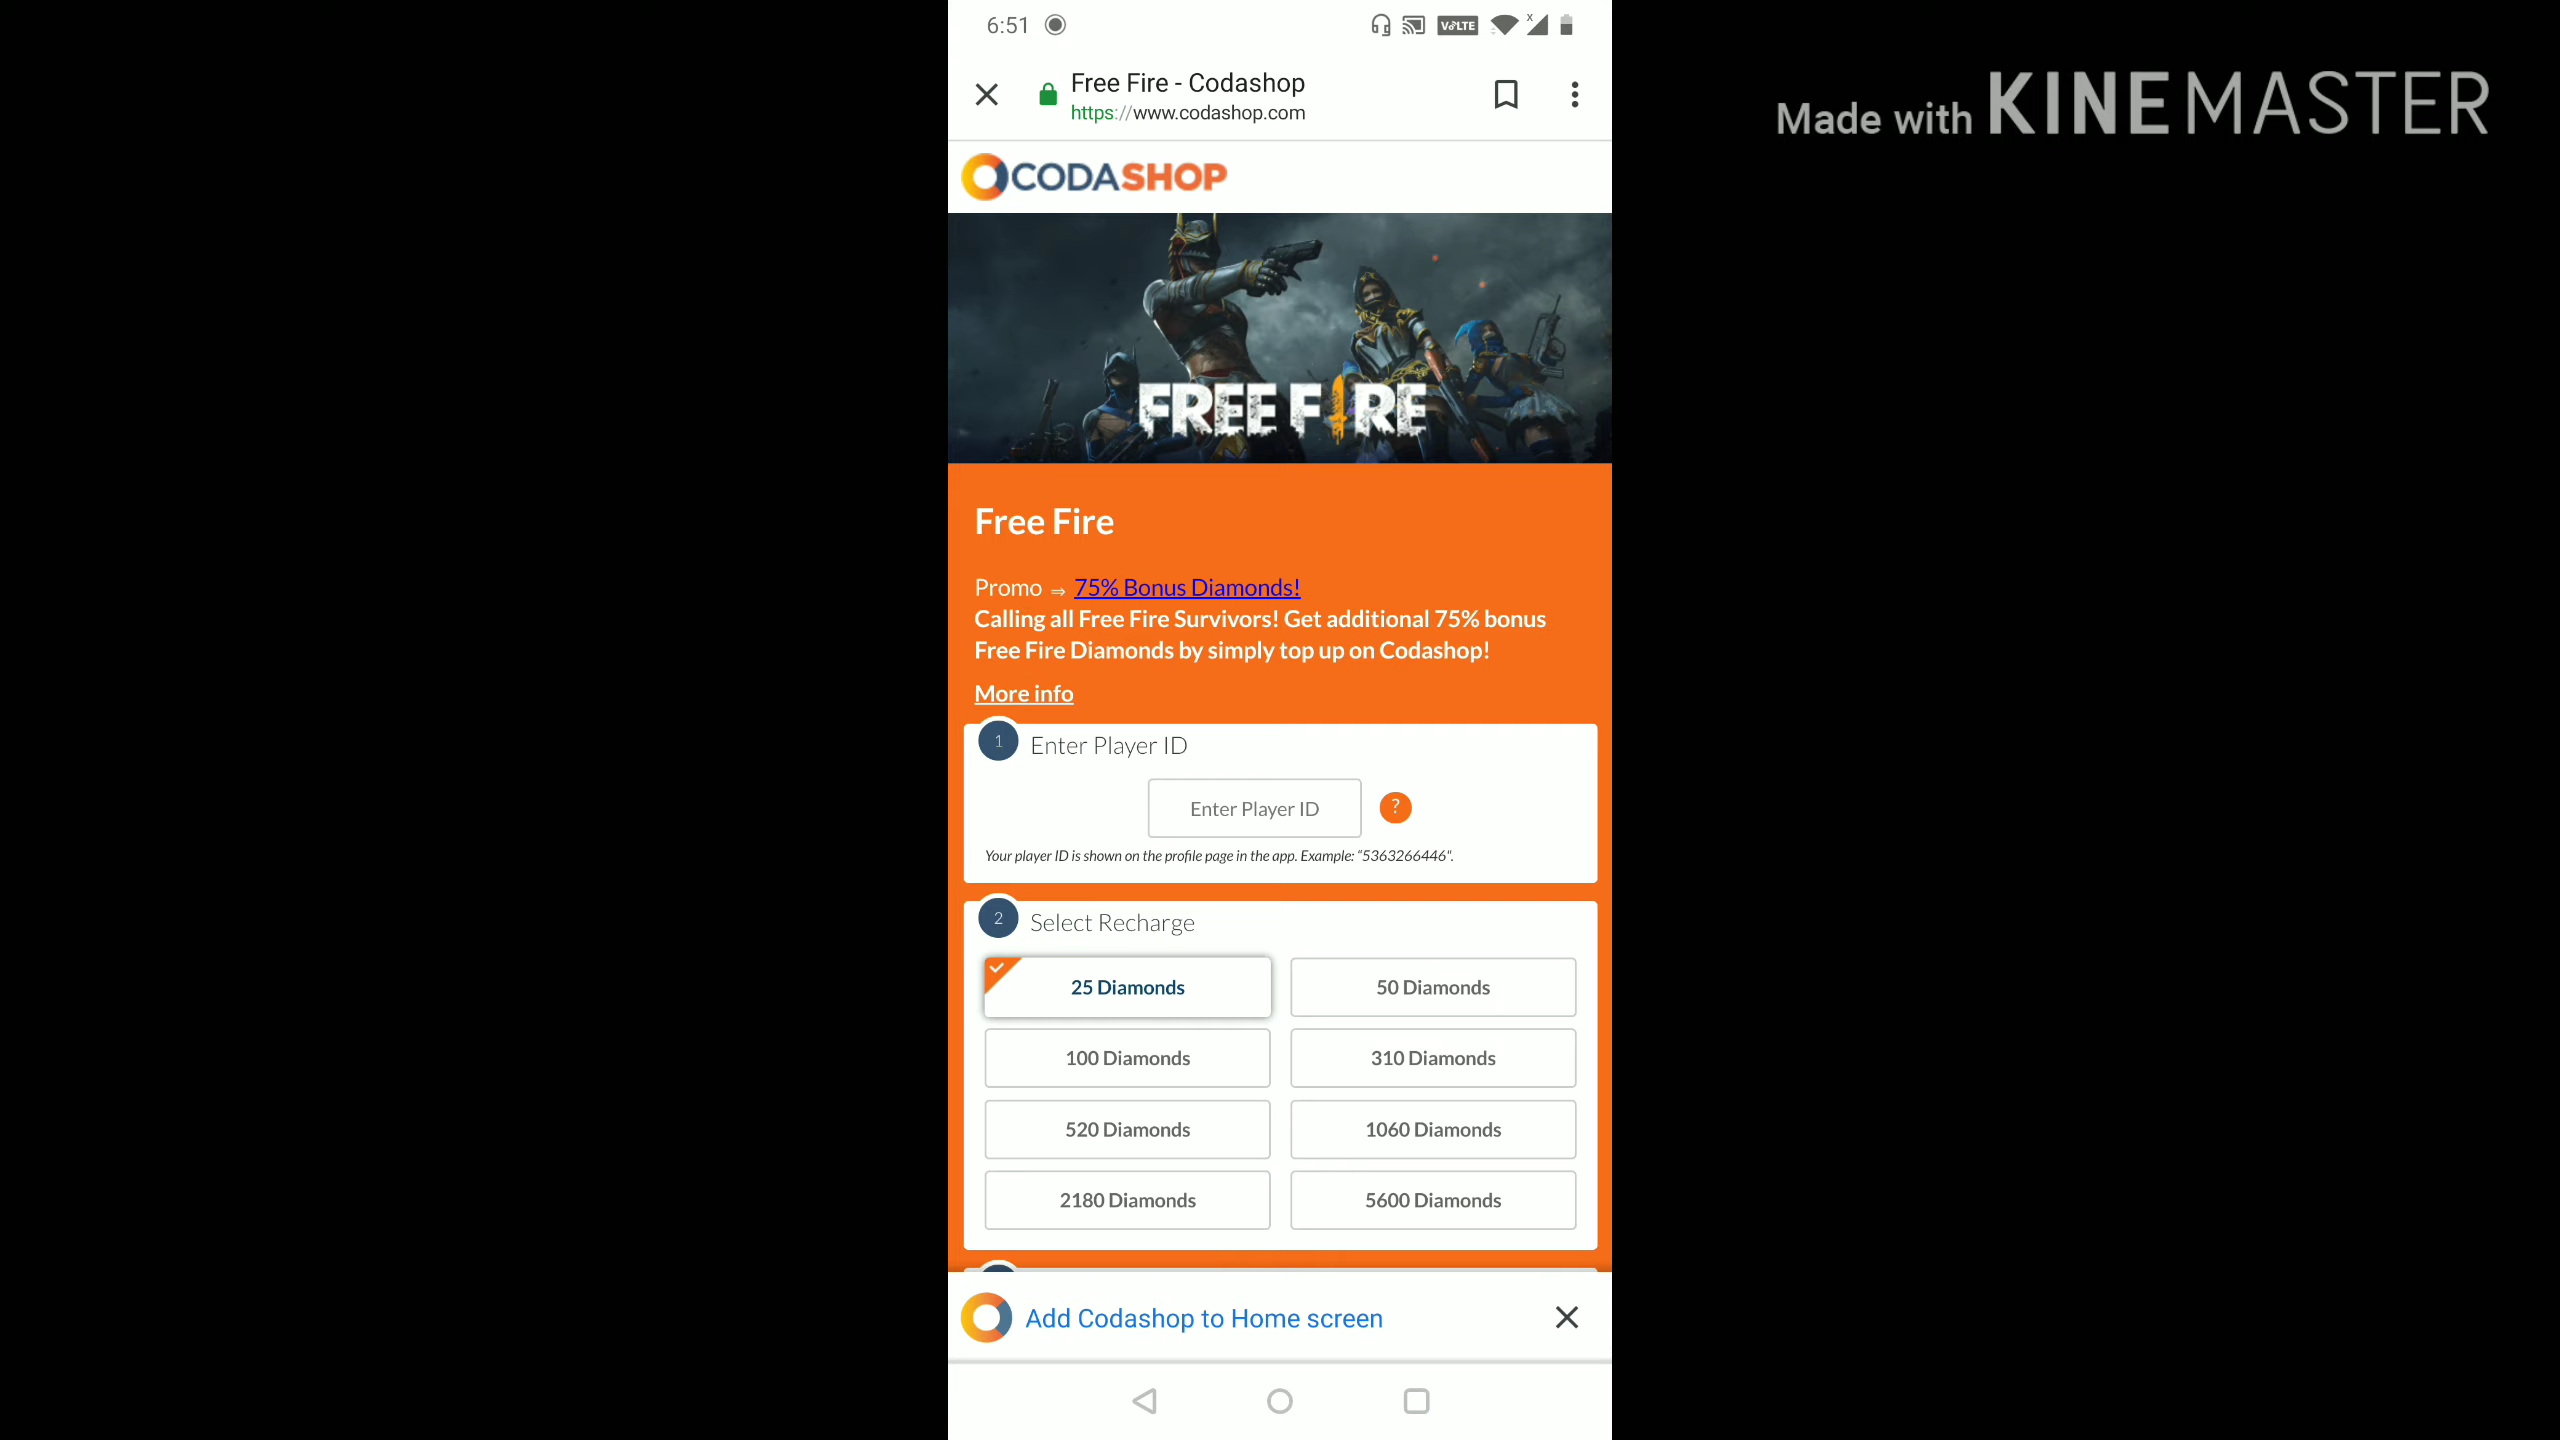 6:51
VoLTE
Made with KINEMASTER
Free Fire - Codashop
https://www.codashop.com
CODASHOP
FREE FIRE
Free Fire
Promo ⇒ 75% Bonus Diamonds!
Calling all Free Fire Survivors! Get additional 75% bonus
Free Fire Diamonds by simply top up on Codashop!
More info
1 Enter Player ID
Enter Player ID ?
Your player ID is shown on the profile page in the app. Example: "5363266446".
2 Select Recharge
25 Diamonds 50 Diamonds
100 Diamonds 310 Diamonds
520 Diamonds 1060 Diamonds
2180 Diamonds 5600 Diamonds
Add Codashop to Home screen